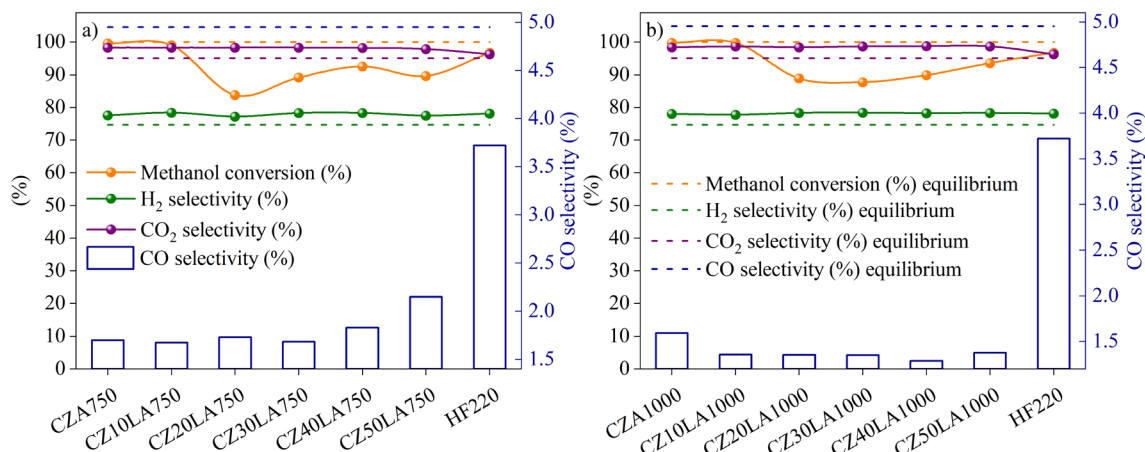 a)
100
90
80
70
60
50
40
30
20
10
0
(%)
5.0
4.5
4.0
3.5
3.0
2.5
2.0
1.5
CO selectivity (%)
Methanol conversion (%)
H₂ selectivity (%)
CO₂ selectivity (%)
CO selectivity (%)
CZA750
CZ10LA750
CZ20LA750
CZ30LA750
CZ40LA750
CZ50LA750
HF220
b)
100
90
80
70
60
50
40
30
20
10
0
(%)
5.0
4.5
4.0
3.5
3.0
2.5
2.0
1.5
CO selectivity (%)
Methanol conversion (%) equilibrium
H₂ selectivity (%) equilibrium
CO₂ selectivity (%) equilibrium
CO selectivity (%) equilibrium
CZA1000
CZ10LA1000
CZ20LA1000
CZ30LA1000
CZ40LA1000
CZ50LA1000
HF220